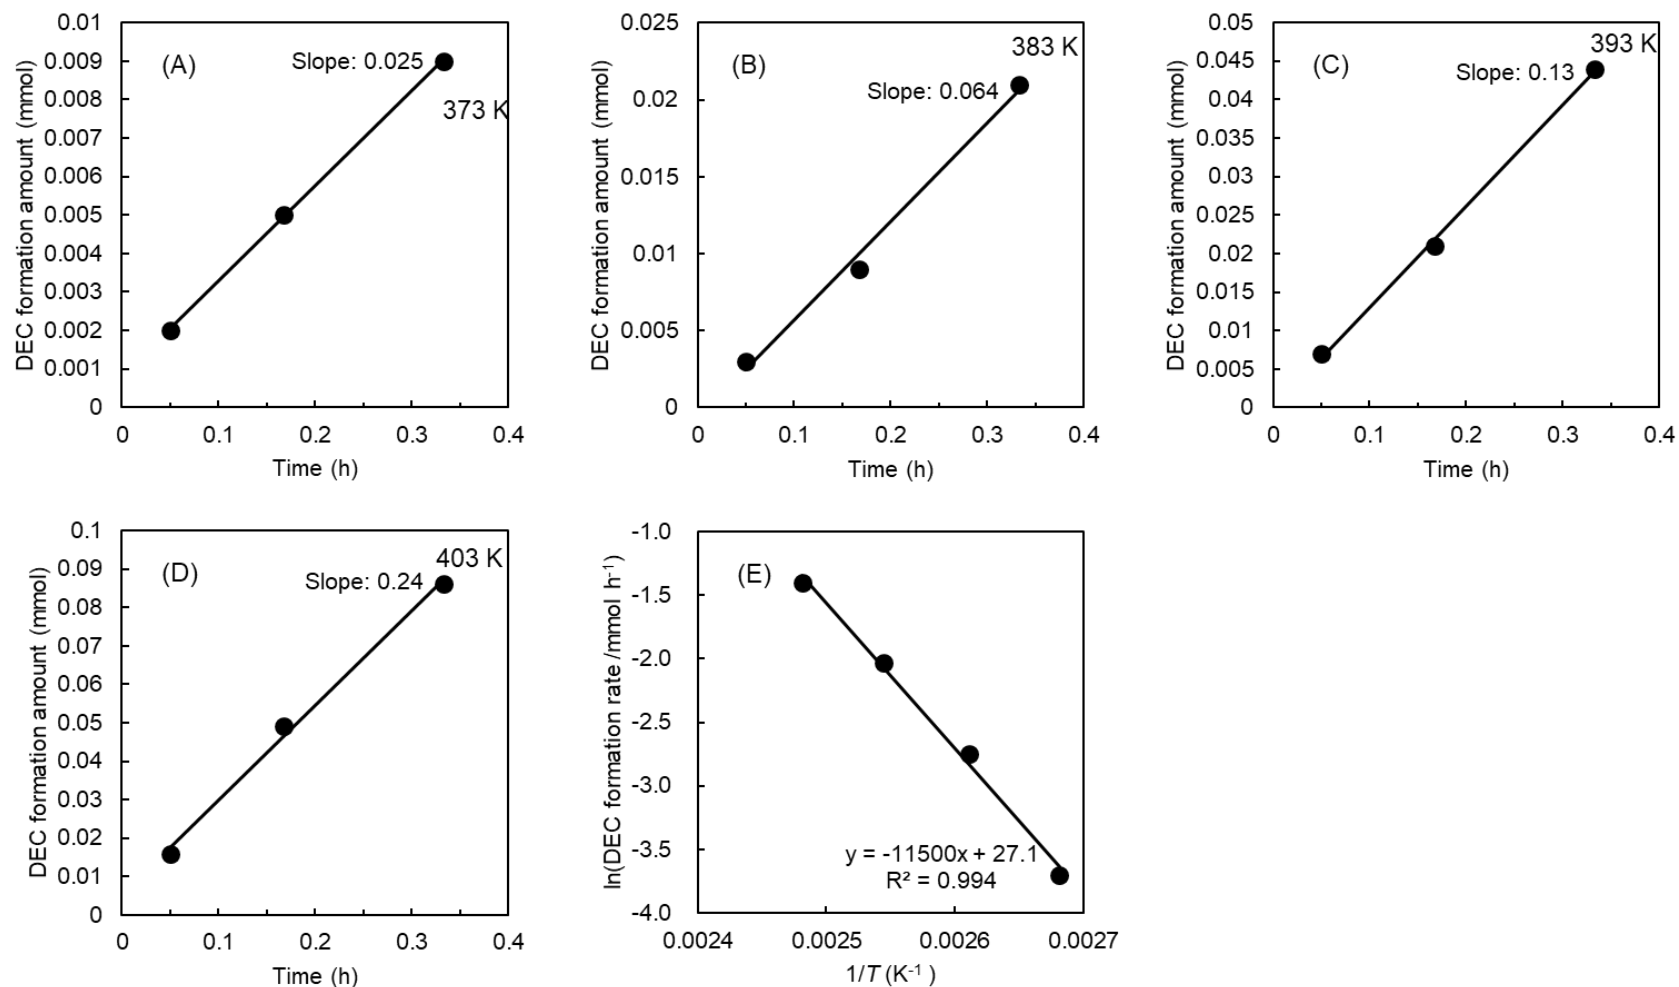 DEC formation amount (mmol)
0.01
0.009
0.008
0.007
0.006
0.005
0.004
0.003
0.002
0.001
0
(A)
Slope: 0.025
373 K
0 0.1 0.2 0.3 0.4
Time (h)
DEC formation amount (mmol)
0.025
0.02
0.015
0.01
0.005
0
(B)
383 K
Slope: 0.064
0 0.1 0.2 0.3 0.4
Time (h)
DEC formation amount (mmol)
0.05
0.045
0.04
0.035
0.03
0.025
0.02
0.015
0.01
0.005
0
(C)
393 K
Slope: 0.13
0 0.1 0.2 0.3 0.4
Time (h)
DEC formation amount (mmol)
0.1
0.09
0.08
0.07
0.06
0.05
0.04
0.03
0.02
0.01
0
(D)
403 K
Slope: 0.24
0 0.1 0.2 0.3 0.4
Time (h)
ln(DEC formation rate /mmol h⁻¹)
-1.0
-1.5
-2.0
-2.5
-3.0
-3.5
-4.0
(E)
y = -11500x + 27.1
R² = 0.994
0.0024 0.0025 0.0026 0.0027
1/T (K⁻¹ )